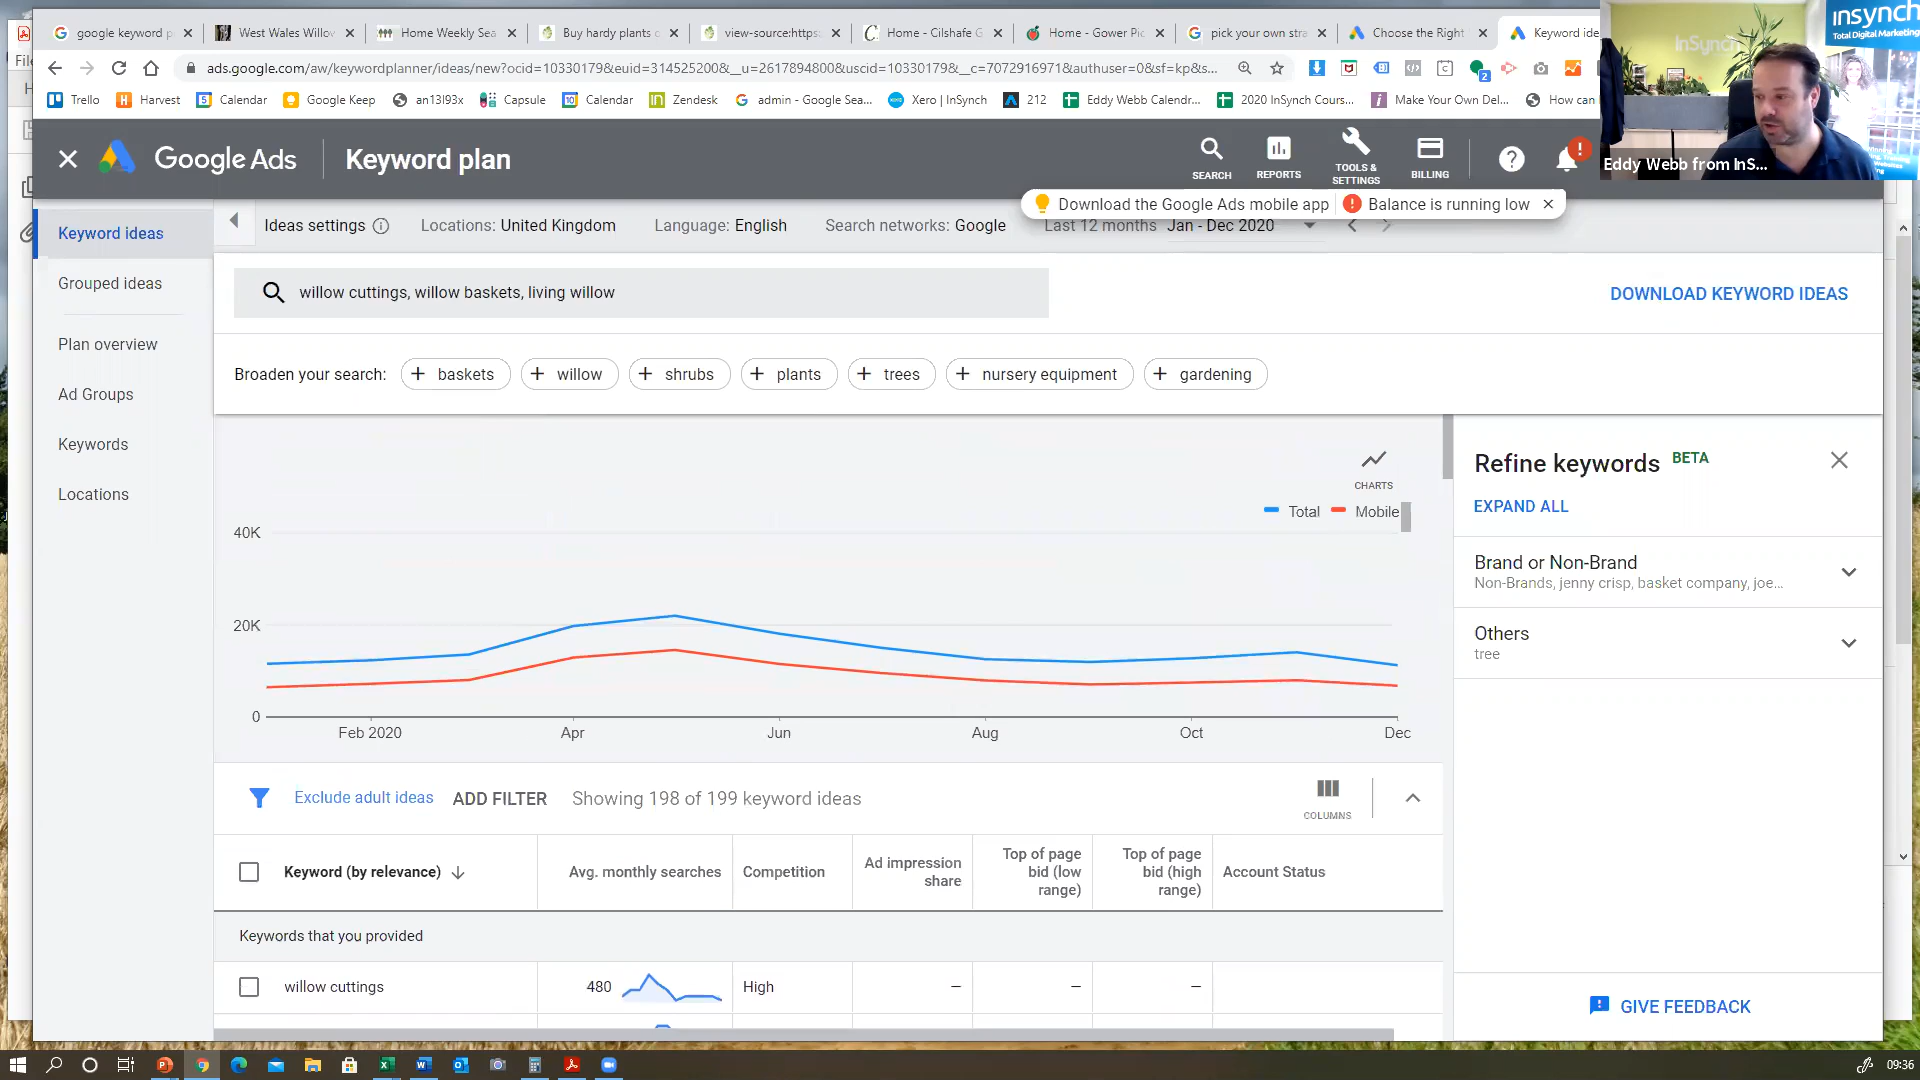 google keyword p
West Wales Willow
Home Weekly Sea
Buy hardy plants o
view-source:https:
Home - Cilshafe G
Home - Gower Pic
pick your own stra
Choose the Right
Keyword ide
ads.google.com/aw/keywordplanner/ideas/new?ocid=10330179&euid=314525200&__u=2617894800&uscid=10330179&__c=7072916971&authuser=0&sf=kp&s...
Trello
Harvest
Calendar
Google Keep
an13l93x
Capsule
Calendar
Zendesk
admin - Google Sea...
Xero | InSynch
212
Eddy Webb Calendr...
2020 InSynch Cours...
Make Your Own Del...
How can
insynch
Total Digital Marketing
InSynch
Eddy Webb from InS...
Google Ads
Keyword plan
SEARCH
REPORTS
TOOLS &
SETTINGS
BILLING
Download the Google Ads mobile app
Balance is running low
Keyword ideas
Grouped ideas
Plan overview
Ad Groups
Keywords
Locations
Ideas settings
Locations: United Kingdom
Language: English
Search networks: Google
Last 12 months Jan - Dec 2020
willow cuttings, willow baskets, living willow
DOWNLOAD KEYWORD IDEAS
Broaden your search:
baskets
willow
shrubs
plants
trees
nursery equipment
gardening
CHARTS
Total
Mobile
40K
20K
0
Feb 2020
Apr
Jun
Aug
Oct
Dec
Refine keywords BETA
EXPAND ALL
Brand or Non-Brand
Non-Brands, jenny crisp, basket company, joe...
Others
tree
Exclude adult ideas
ADD FILTER
Showing 198 of 199 keyword ideas
COLUMNS
Keyword (by relevance)
Avg. monthly searches
Competition
Ad impression
share
Top of page
bid (low
range)
Top of page
bid (high
range)
Account Status
Keywords that you provided
willow cuttings
480
High
–
–
–
GIVE FEEDBACK
09:36